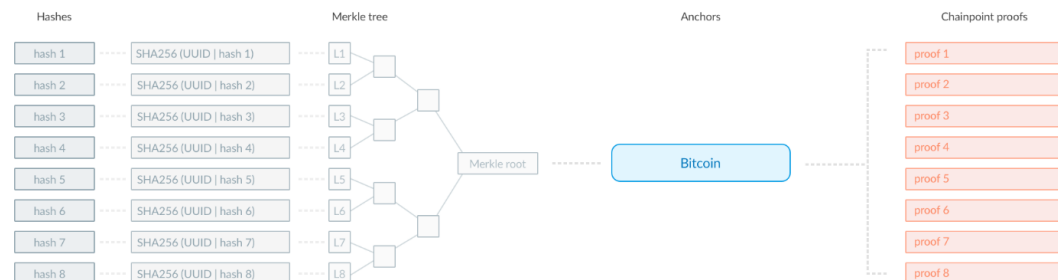 Hashes Merkle tree Anchors Chainpoint proofs
hash 1 SHA256 (UUID | hash 1) L1 proof 1
hash 2 SHA256 (UUID | hash 2) L2 proof 2
hash 3 SHA256 (UUID | hash 3) L3 proof 3
hash 4 SHA256 (UUID | hash 4) L4 proof 4
Merkle root Bitcoin
hash 5 SHA256 (UUID | hash 5) L5 proof 5
hash 6 SHA256 (UUID | hash 6) L6 proof 6
hash 7 SHA256 (UUID | hash 7) L7 proof 7
hash 8 SHA256 (UUID | hash 8) L8 proof 8